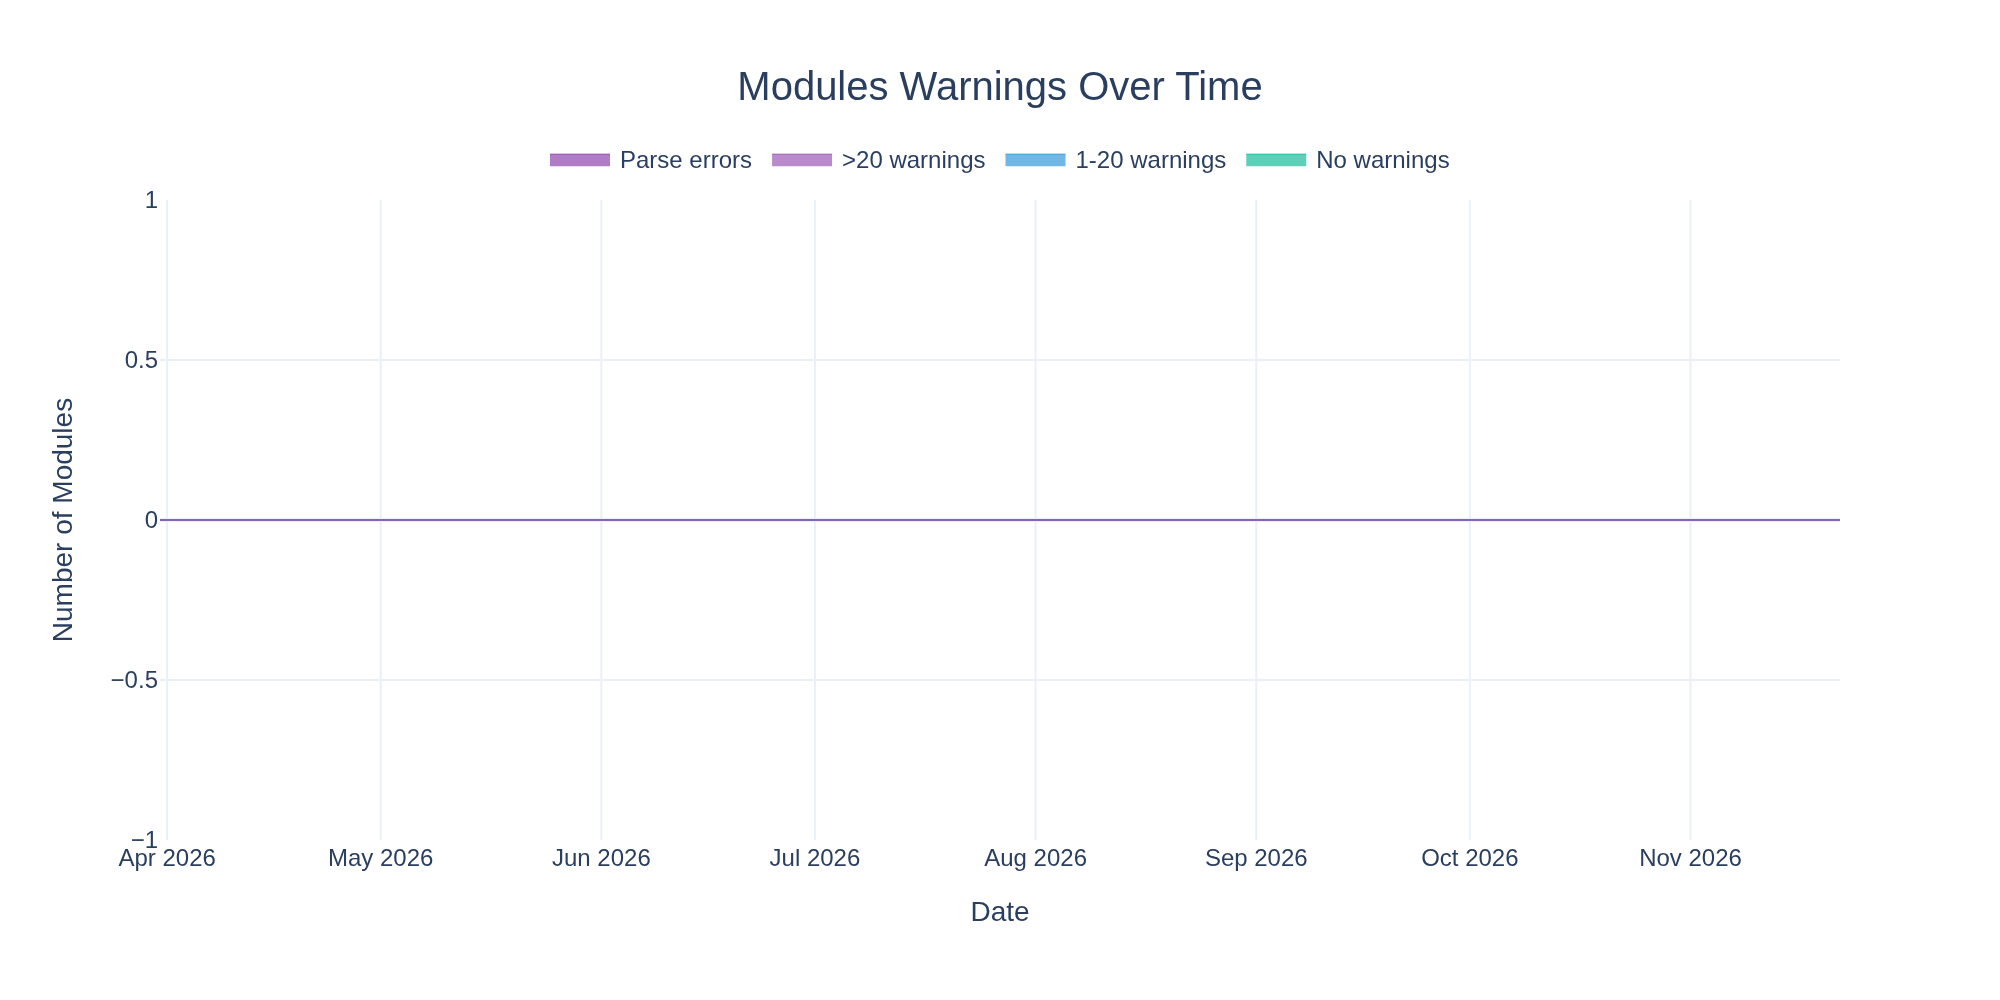 Modules Warnings Over Time
Parse errors >20 warnings 1-20 warnings No warnings
1
0.5
0
−0.5
−1
Number of Modules
Apr 2026 May 2026 Jun 2026 Jul 2026 Aug 2026 Sep 2026 Oct 2026 Nov 2026
Date